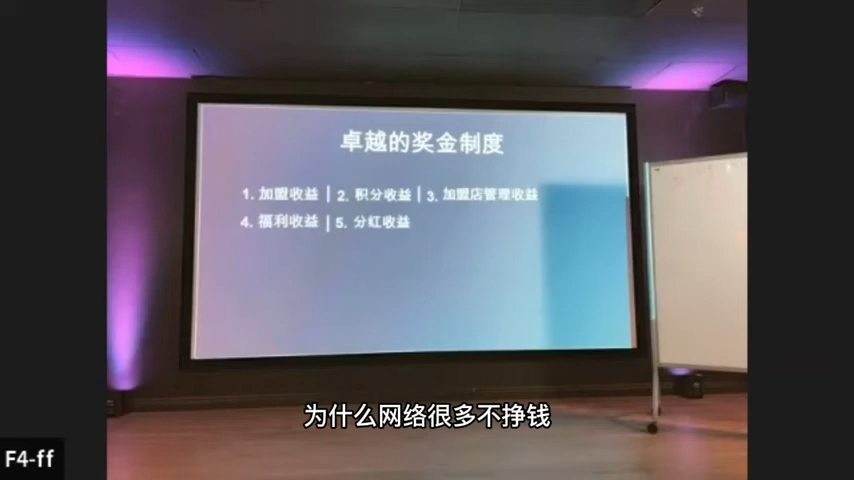 卓越的奖金制度
1. 加盟收益 | 2. 积分收益 | 3. 加盟店管理收益
4. 福利收益 | 5. 分红收益
为什么网络很多不挣钱
F4-ff